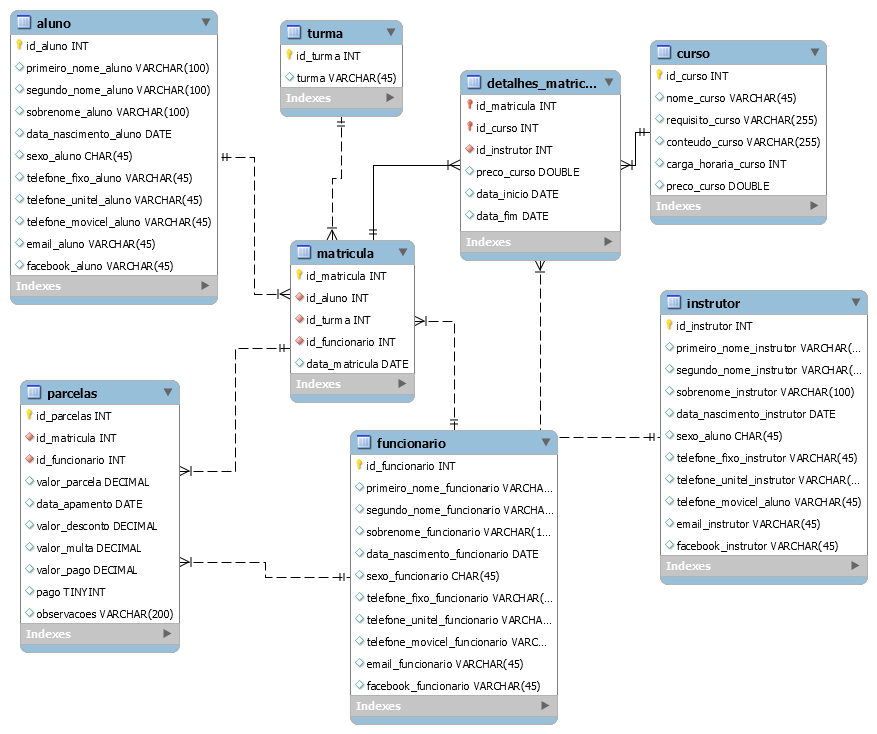 aluno
id_aluno INT
primeiro_nome_aluno VARCHAR(100)
segundo_nome_aluno VARCHAR(100)
sobrenome_aluno VARCHAR(100)
data_nascimento_aluno DATE
sexo_aluno CHAR(45)
telefone_fixo_aluno VARCHAR(45)
telefone_unitel_aluno VARCHAR(45)
telefone_movicel_aluno VARCHAR(45)
email_aluno VARCHAR(45)
facebook_aluno VARCHAR(45)
Indexes
turma
id_turma INT
turma VARCHAR(45)
Indexes
detalhes_matric...
id_matricula INT
id_curso INT
id_instrutor INT
preco_curso DOUBLE
data_inicio DATE
data_fim DATE
Indexes
curso
id_curso INT
nome_curso VARCHAR(45)
requisito_curso VARCHAR(255)
conteudo_curso VARCHAR(255)
carga_horaria_curso INT
preco_curso DOUBLE
Indexes
matricula
id_matricula INT
id_aluno INT
id_turma INT
id_funcionario INT
data_matricula DATE
Indexes
instrutor
id_instrutor INT
primeiro_nome_instrutor VARCHAR(...
segundo_nome_instrutor VARCHAR(...
sobrenome_instrutor VARCHAR(100)
data_nascimento_instrutor DATE
sexo_aluno CHAR(45)
telefone_fixo_instrutor VARCHAR(45)
telefone_unitel_instrutor VARCHAR(...
telefone_movicel_aluno VARCHAR(45)
email_instrutor VARCHAR(45)
facebook_instrutor VARCHAR(45)
Indexes
parcelas
id_parcelas INT
id_matricula INT
id_funcionario INT
valor_parcela DECIMAL
data_apamento DATE
valor_desconto DECIMAL
valor_multa DECIMAL
valor_pago DECIMAL
pago TINYINT
observacoes VARCHAR(200)
Indexes
funcionario
id_funcionario INT
primeiro_nome_funcionario VARCHA...
segundo_nome_funcionario VARCHA...
sobrenome_funcionario VARCHAR(1...
data_nascimento_funcionario DATE
sexo_funcionario CHAR(45)
telefone_fixo_funcionario VARCHAR(...
telefone_unitel_funcionario VARCHA...
telefone_movicel_funcionario VARC...
email_funcionario VARCHAR(45)
facebook_funcionario VARCHAR(45)
Indexes